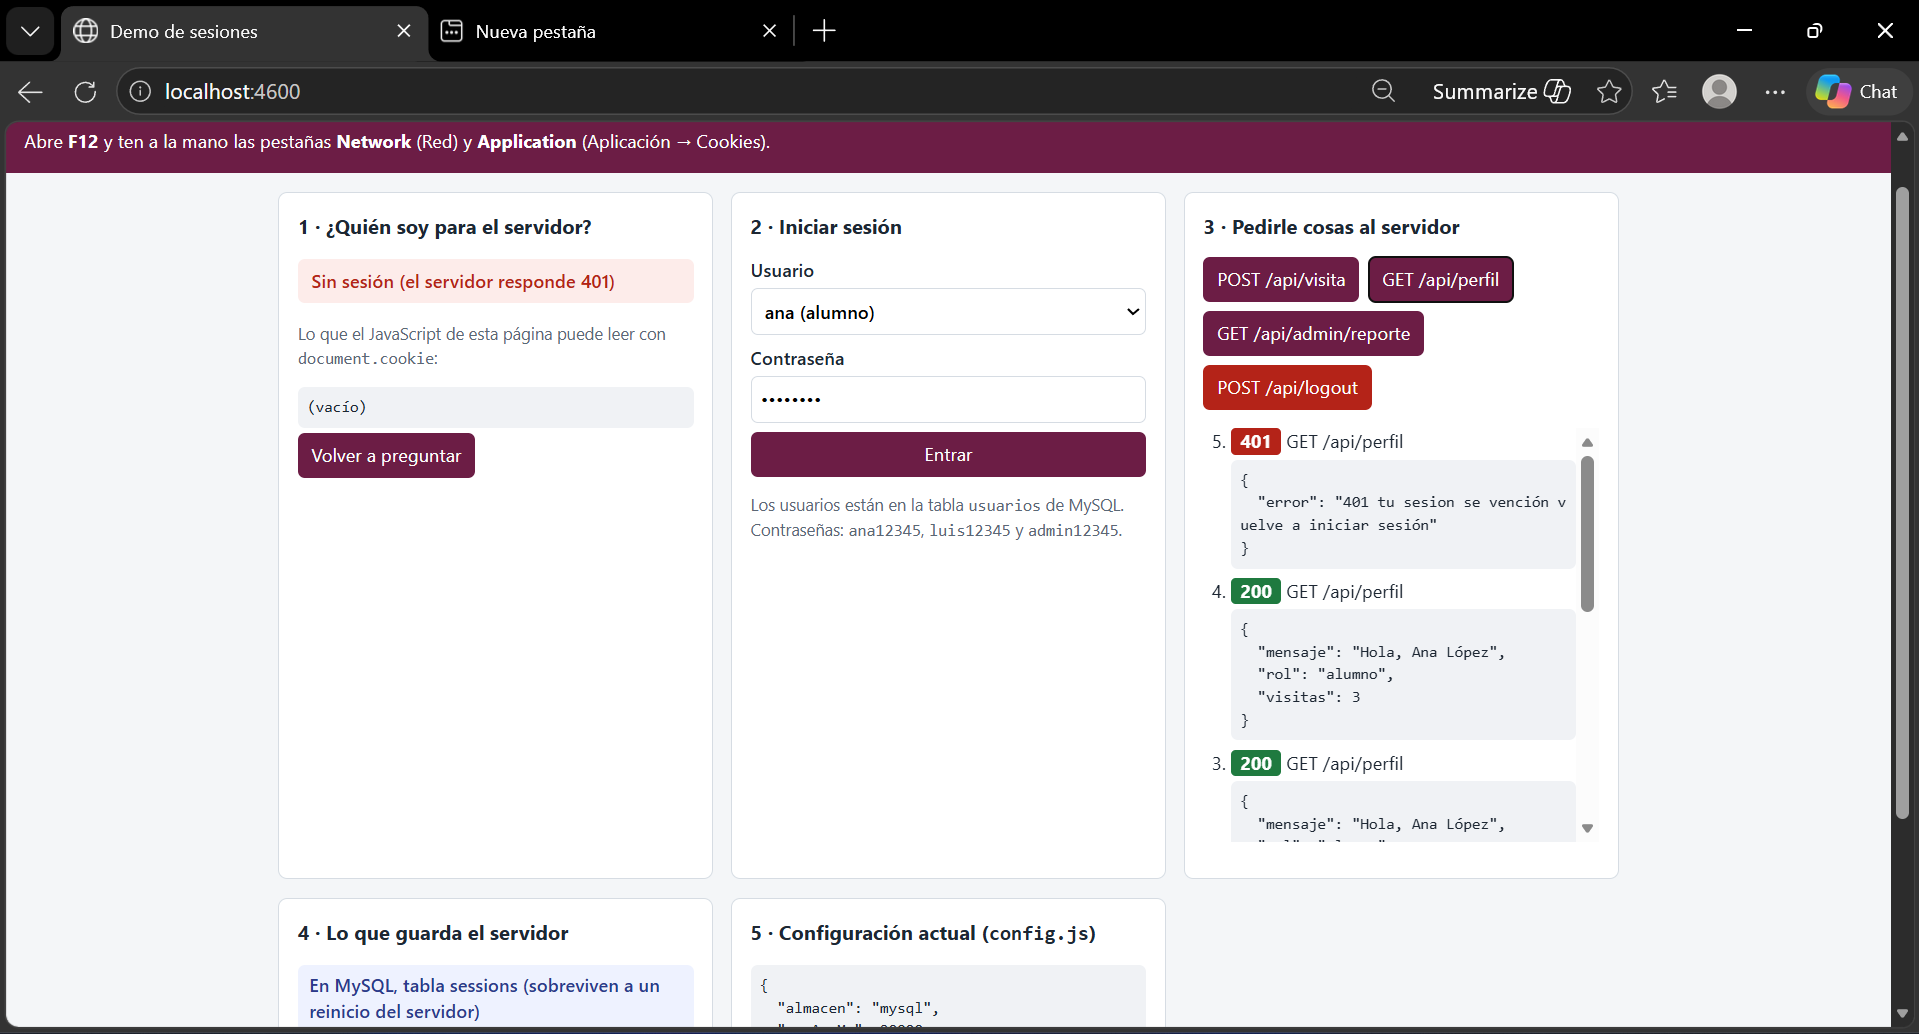 Demo de sesiones
Nueva pestaña
localhost:4600
Summarize
Chat
Abre F12 y ten a la mano las pestañas Network (Red) y Application (Aplicación → Cookies).
1 · ¿Quién soy para el servidor?
Sin sesión (el servidor responde 401)
Lo que el JavaScript de esta página puede leer con
document.cookie:
(vacío)
Volver a preguntar
2 · Iniciar sesión
Usuario
ana (alumno)
Contraseña
••••••••
Entrar
Los usuarios están en la tabla usuarios de MySQL.
Contraseñas: ana12345, luis12345 y admin12345.
3 · Pedirle cosas al servidor
POST /api/visita
GET /api/perfil
GET /api/admin/reporte
POST /api/logout
5. 401 GET /api/perfil
{
"error": "401 tu sesion se vención v
uelve a iniciar sesión"
}
4. 200 GET /api/perfil
{
"mensaje": "Hola, Ana López",
"rol": "alumno",
"visitas": 3
}
3. 200 GET /api/perfil
{
"mensaje": "Hola, Ana López",
4 · Lo que guarda el servidor
En MySQL, tabla sessions (sobreviven a un
reinicio del servidor)
5 · Configuración actual (config.js)
{
"almacen": "mysql",